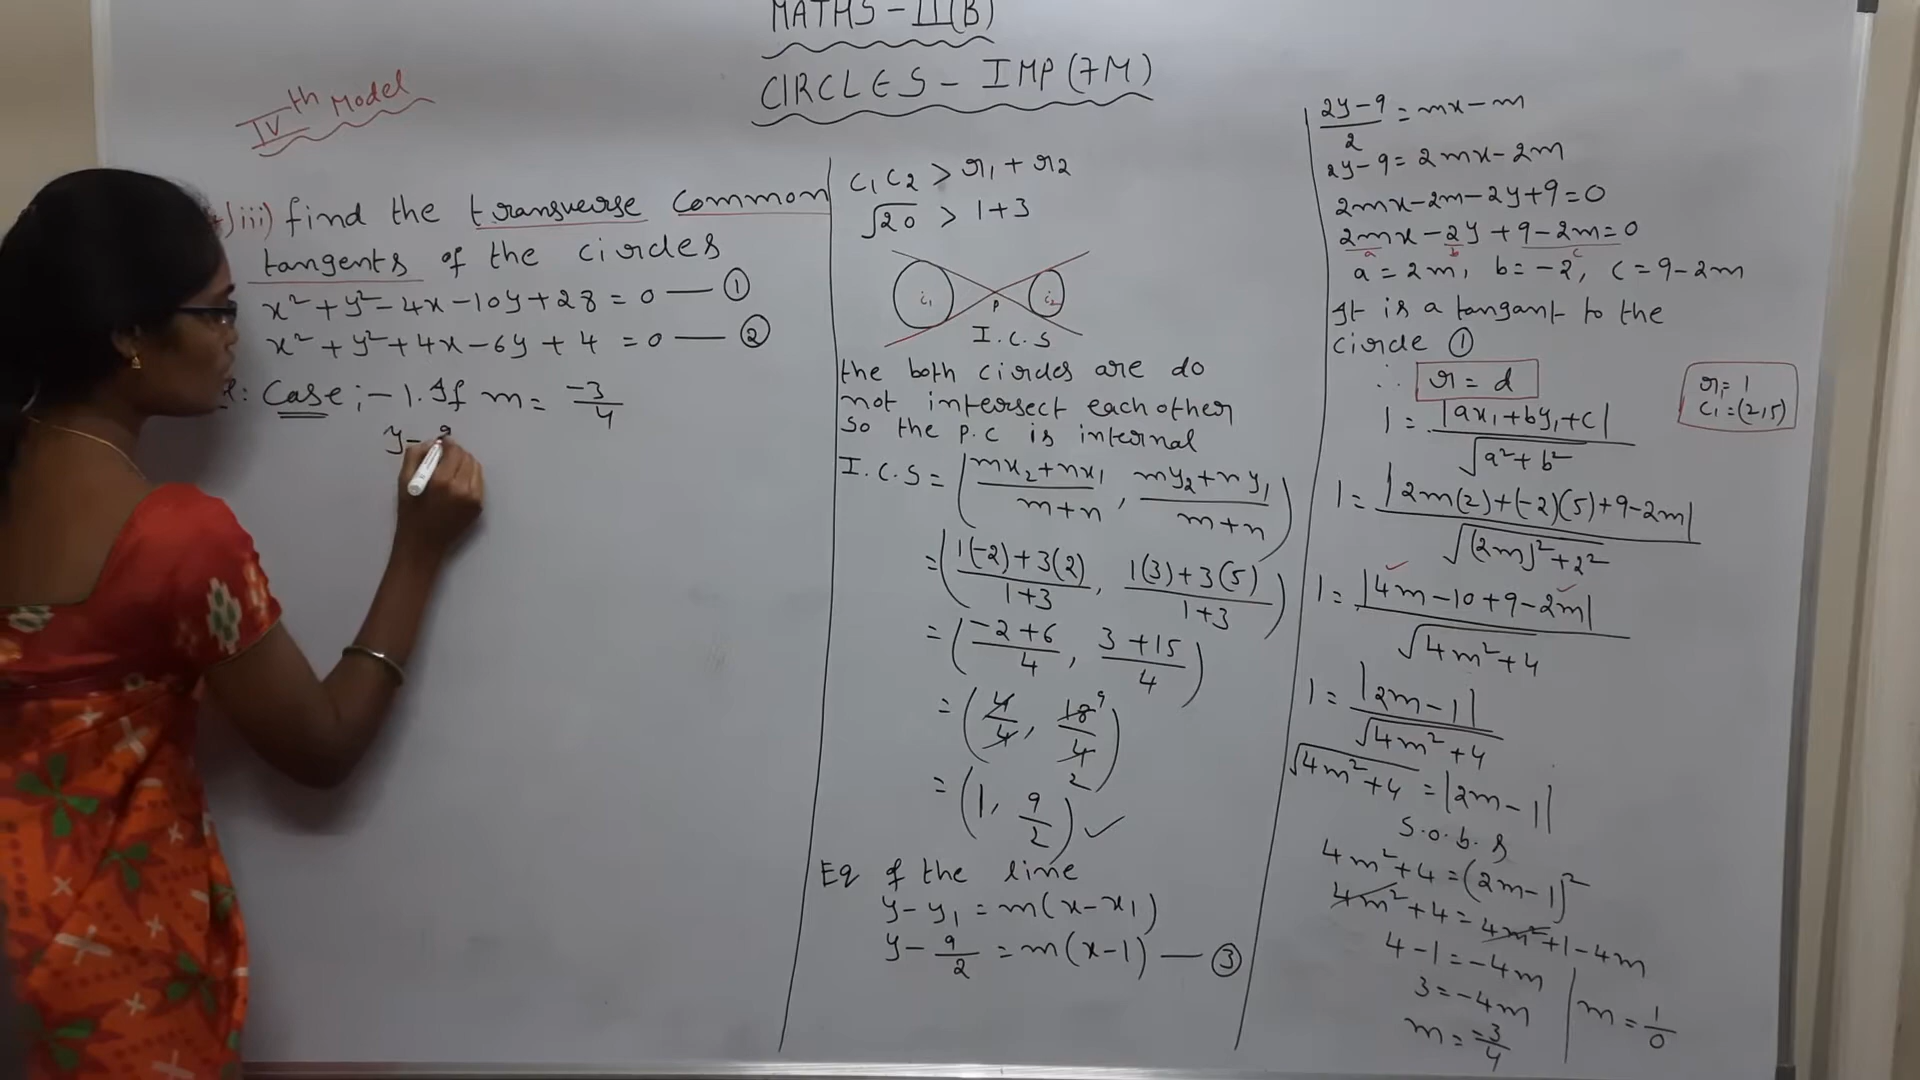 MATHS - II(B)
CIRCLES - IMP (7M)
IVth Model
iii) find the transverse common
tangents of the circles
x² + y² - 4x - 10y + 28 = 0 — ①
x² + y² + 4x - 6y + 4 = 0 — ②
Case ;- 1. If m = -3/4
y - 9
C₁C₂ > r₁ + r₂
√20 > 1 + 3
C₁ P C₂
I.C.S
the both circles are do
not intersect each other
So the P.C is internal
I.C.S = (mx₂+nx₁/m+n, my₂+ny₁/m+n)
= (1(-2)+3(2)/1+3, 1(3)+3(5)/1+3)
= (-2+6/4, 3+15/4)
= (4/4, 18 9/4 2)
= (1, 9/2) ✓
Eq of the line
y - y₁ = m(x - x₁)
y - 9/2 = m(x - 1) — ③
2y - 9/2 = mx - m
2y - 9 = 2mx - 2m
2mx - 2m - 2y + 9 = 0
2mx - 2y + 9 - 2m = 0
a b c
a = 2m, b = -2, c = 9 - 2m
It is a tangant to the
circle ①
∴ r = d
r₁ = 1
C₁ = (2,5)
1 = |ax₁ + by₁ + c|/√a² + b²
1 = |2m(2) + (-2)(5) + 9 - 2m|/√(2m)² + 2²
1 = |4m - 10 + 9 - 2m|/√4m² + 4
1 = |2m - 1|/√4m² + 4
√4m² + 4 = |2m - 1|
S.o.b.s
4m² + 4 = (2m - 1)²
4m² + 4 = 4m² + 1 - 4m
4 - 1 = -4m
3 = -4m
m = -3/4
m = 1/0